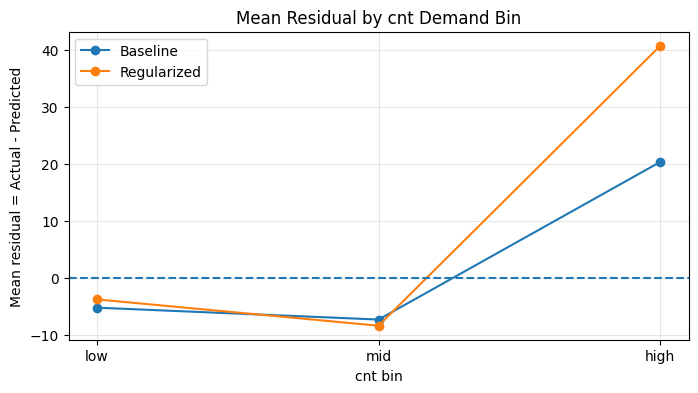 Mean Residual by cnt Demand Bin
Baseline
Regularized
Mean residual = Actual - Predicted
40
30
20
10
0
−10
low mid high
cnt bin